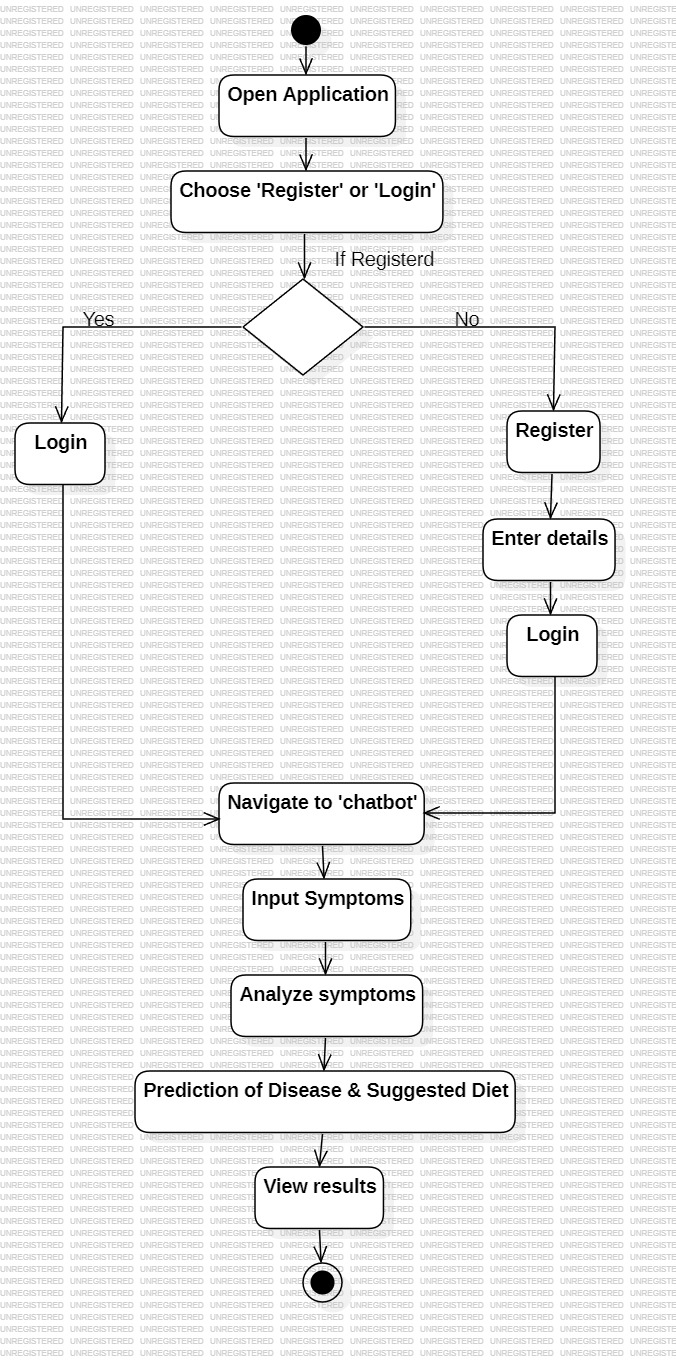 Open Application
Choose 'Register' or 'Login'
If Registerd
Yes
No
Login
Register
Enter details
Login
Navigate to 'chatbot'
Input Symptoms
Analyze symptoms
Prediction of Disease & Suggested Diet
View results
UNREGISTERED